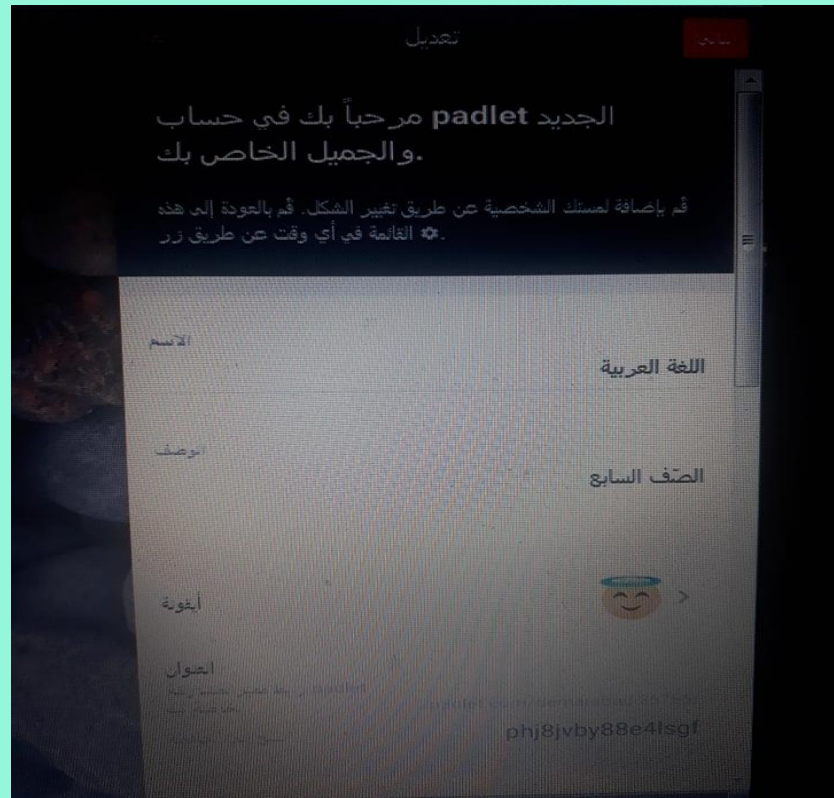 تعديل
الجديد padlet مرحباً بك في حساب
.والجميل الخاص بك
قم بإضافة لمستك الشخصية عن طريق تغيير الشكل. قم بالعودة إلى هذه
.⚙ القائمة في أي وقت عن طريق زر
الاسم
اللغة العربية
الوصف
الصّف السابع
أيقونة
العنوان
padlet
phj8jvby88e4lsgf